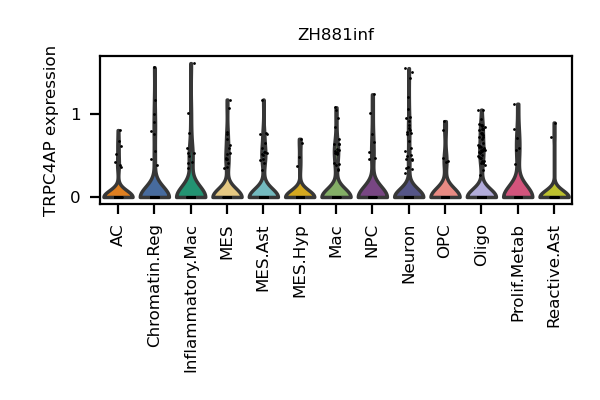 ZH881inf
TRPC4AP expression
1
0
AC
Chromatin.Reg
Inflammatory.Mac
MES
MES.Ast
MES.Hyp
Mac
NPC
Neuron
OPC
Oligo
Prolif.Metab
Reactive.Ast